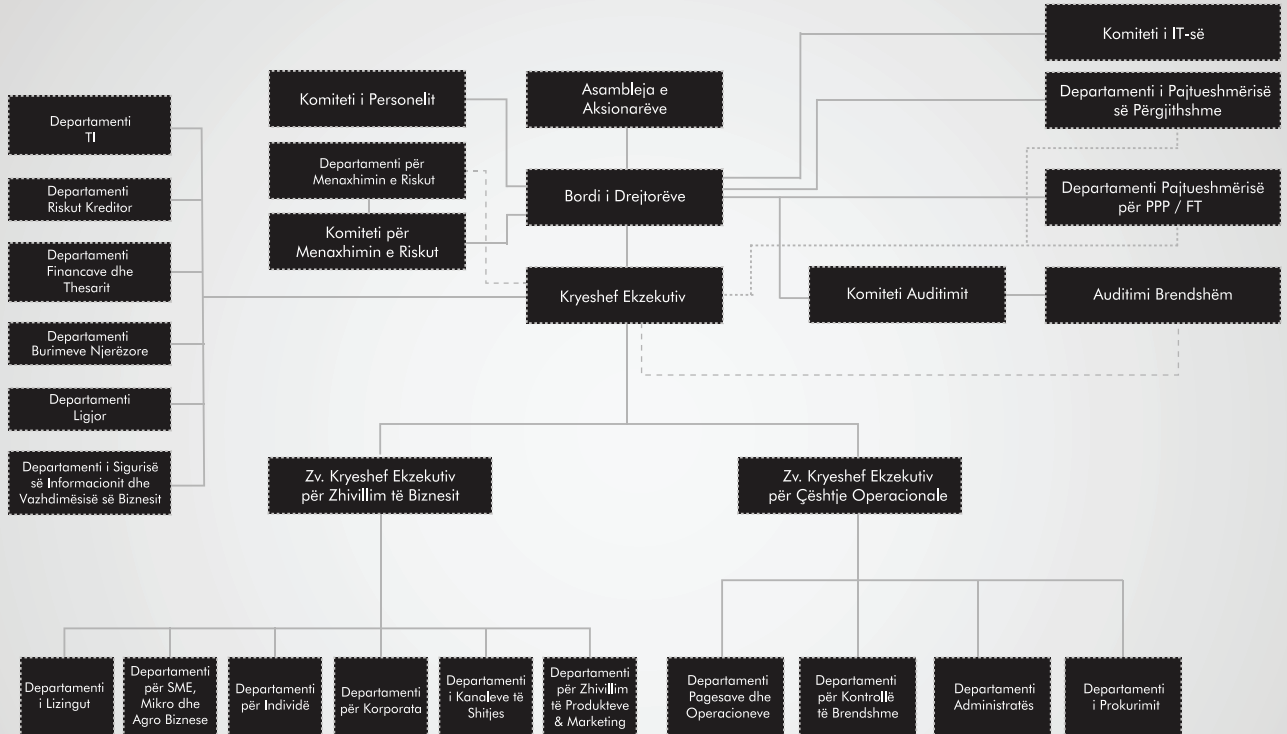 Komiteti i IT-së
Departamenti i Pajtueshmërisë
së Përgjithshme
Asambleja e
Aksionarëve
Komiteti i Personelit
Departamenti
TI
Departamenti për
Menaxhimin e Riskut
Bordi i Drejtorëve
Departamenti Pajtueshmërisë
për PPP / FT
Departamenti
Riskut Kreditor
Komiteti për
Menaxhimin e Riskut
Departamenti
Financave dhe
Thesarit
Kryeshef Ekzekutiv
Komiteti Auditimit
Auditimi Brendshëm
Departamenti
Burimeve Njerëzore
Departamenti
Ligjor
Departamenti i Sigurisë
së Informacionit dhe
Vazhdimësisë së Biznesit
Zv. Kryeshef Ekzekutiv
për Zhivillim të Biznesit
Zv. Kryeshef Ekzekutiv
për Çështje Operacionale
Departamenti
i Lizingut
Departamenti
për SME,
Mikro dhe
Agro Biznese
Departamenti
për Individë
Departamenti
për Korporata
Departamenti
i Kanaleve të
Shitjes
Departamenti
për Zhivillim
të Produkteve
& Marketing
Departamenti
Pagesave dhe
Operacioneve
Departamenti
për Kontrollë
të Brendshme
Departamenti
Administratës
Departamenti
i Prokurimit